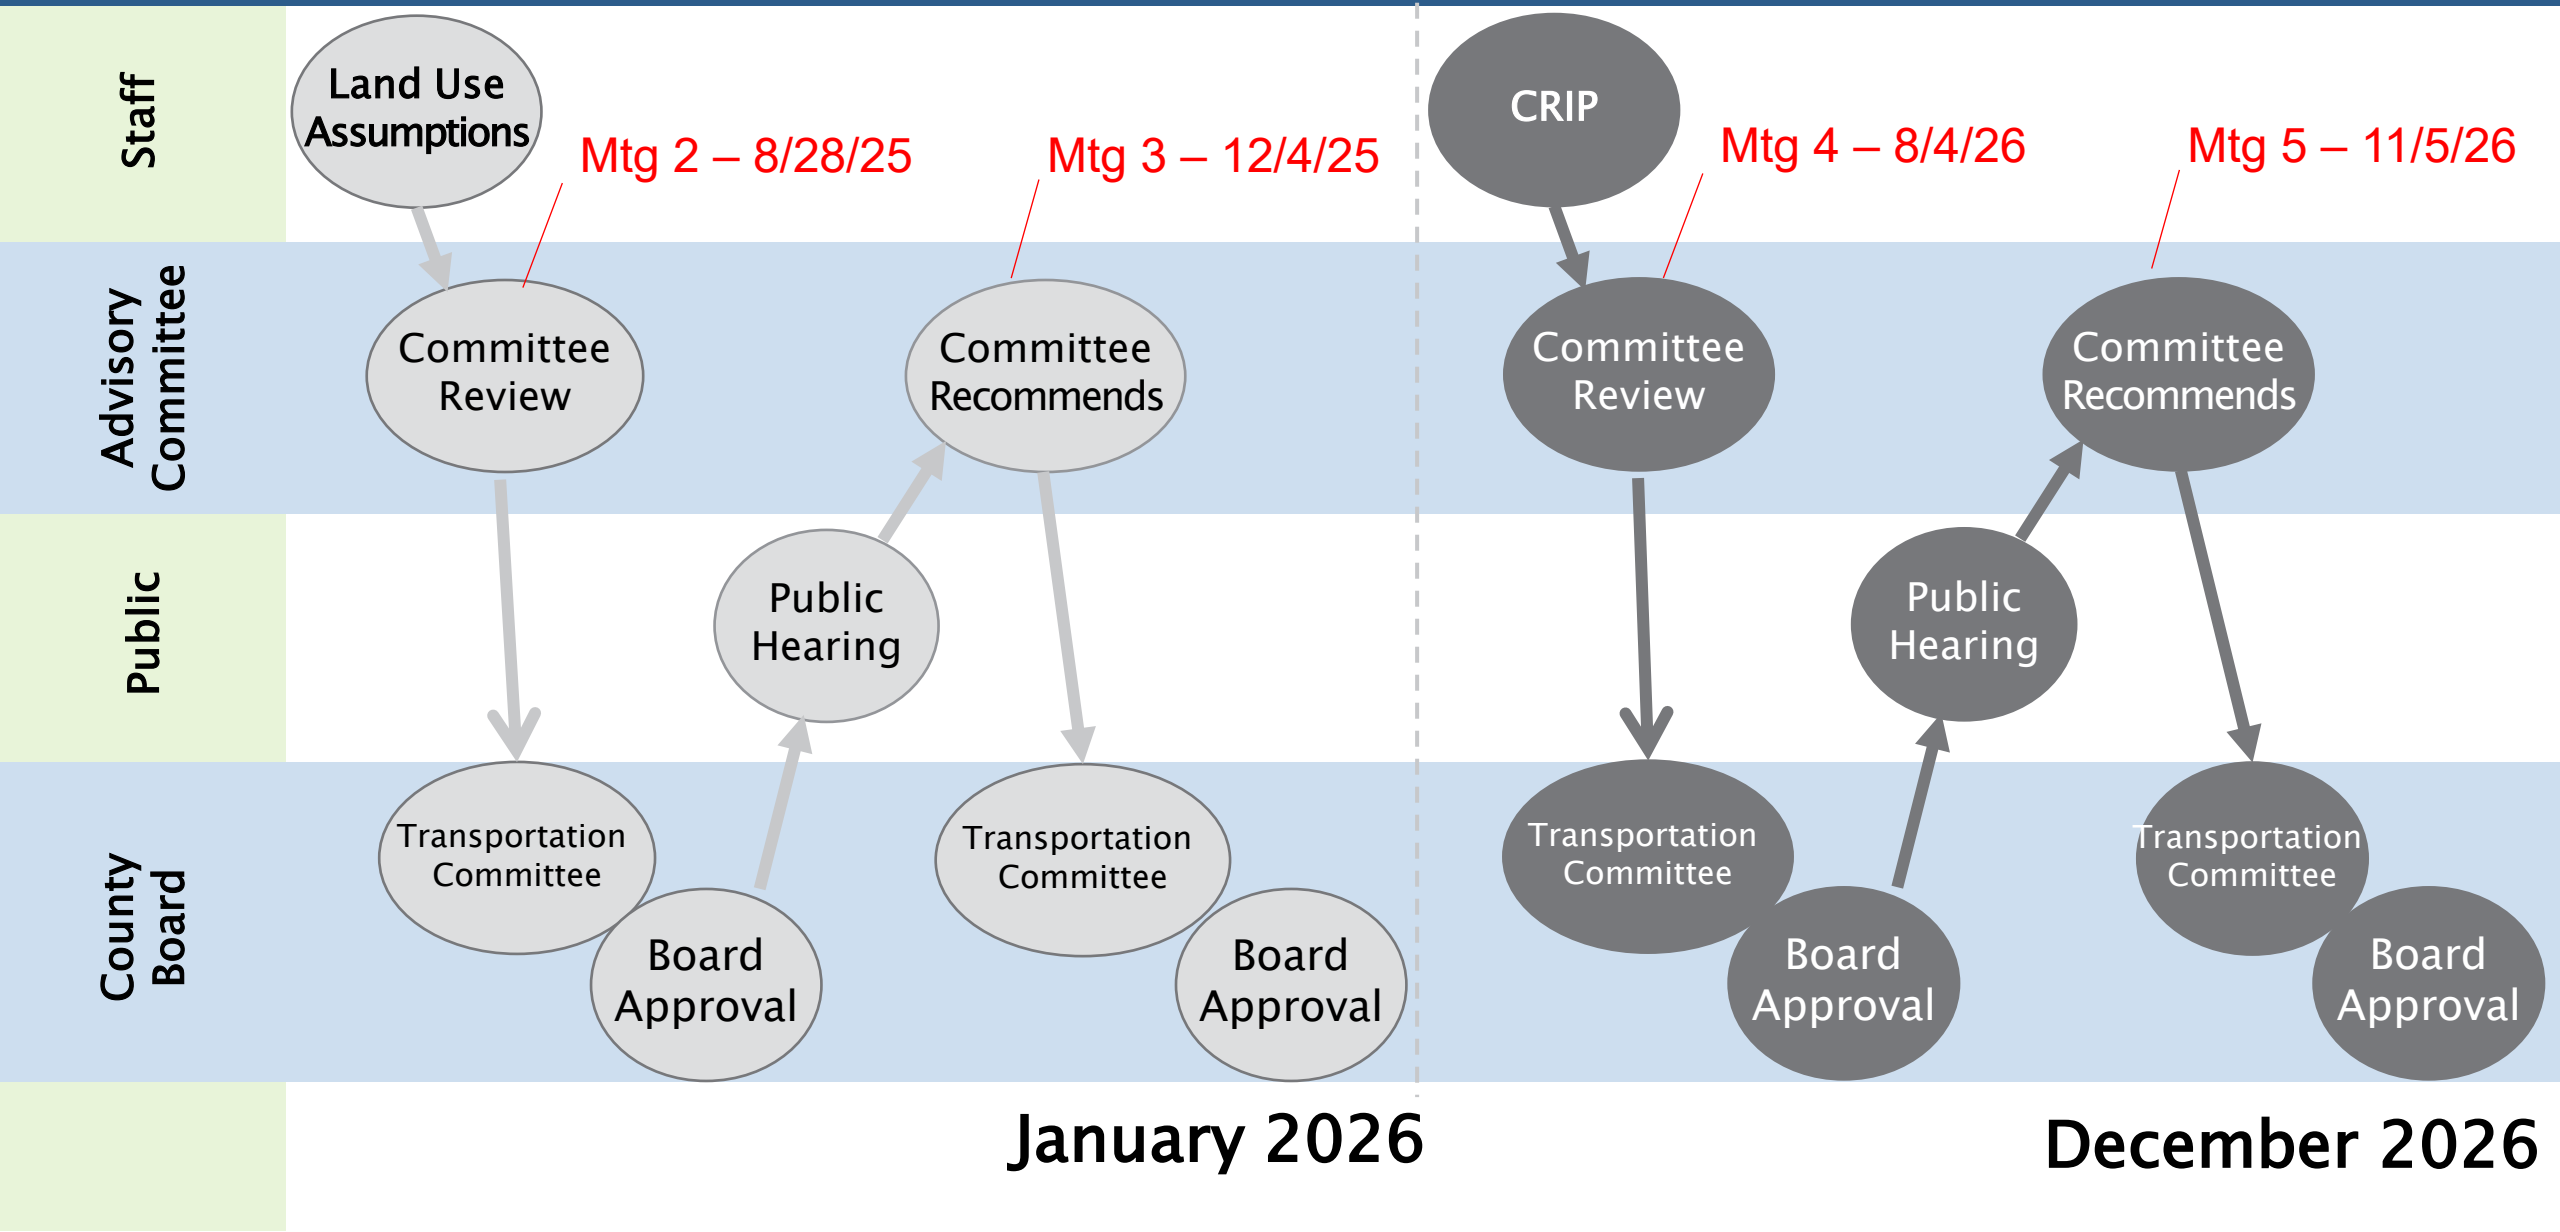 Staff
Land Use
Assumptions
Mtg 2 – 8/28/25
Mtg 3 – 12/4/25
CRIP
Mtg 4 – 8/4/26
Mtg 5 – 11/5/26
Advisory
Committee
Committee
Review
Committee
Recommends
Committee
Review
Committee
Recommends
Public
Public
Hearing
Public
Hearing
County
Board
Transportation
Committee
Board
Approval
Transportation
Committee
Board
Approval
Transportation
Committee
Board
Approval
Transportation
Committee
Board
Approval
January 2026
December 2026